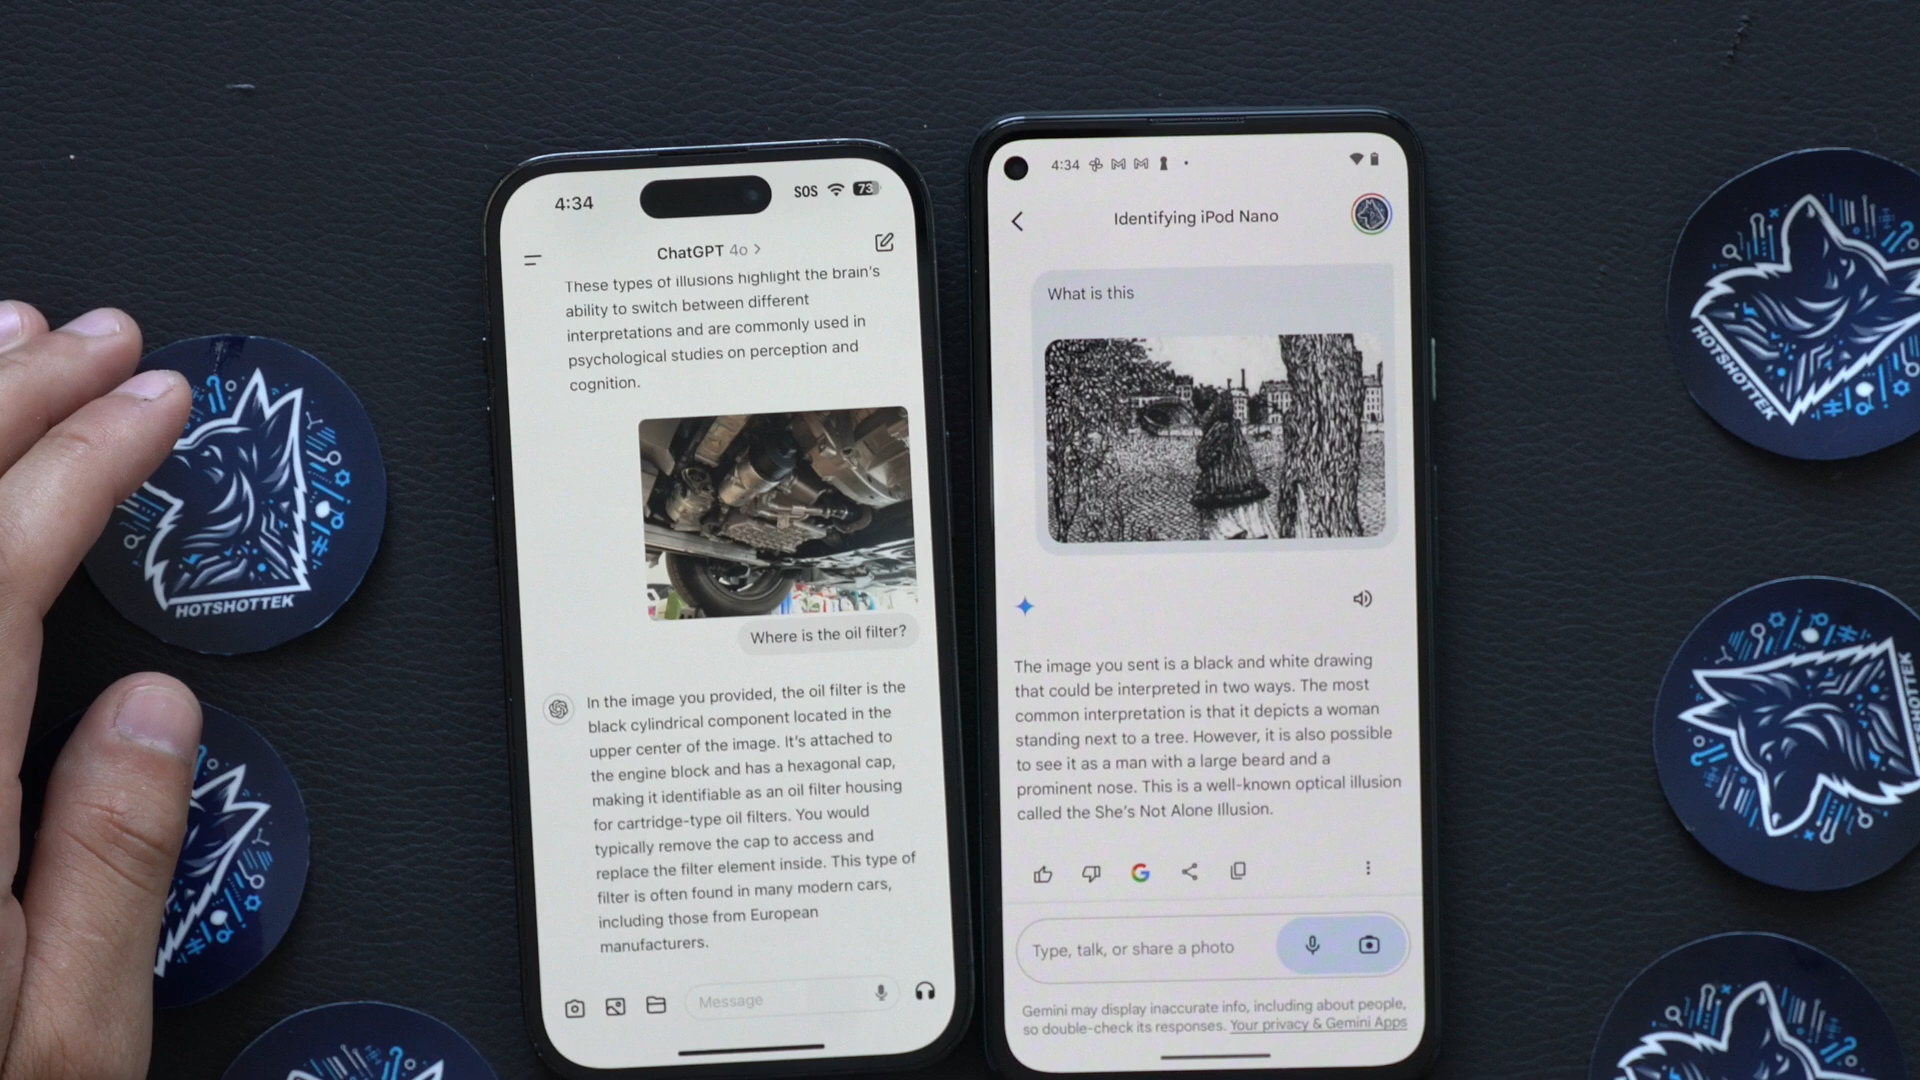 4:34
SOS
73
ChatGPT 4o >
These types of illusions highlight the brain's
ability to switch between different
interpretations and are commonly used in
psychological studies on perception and
cognition.
Where is the oil filter?
In the image you provided, the oil filter is the
black cylindrical component located in the
upper center of the image. It's attached to
the engine block and has a hexagonal cap,
making it identifiable as an oil filter housing
for cartridge-type oil filters. You would
typically remove the cap to access and
replace the filter element inside. This type of
filter is often found in many modern cars,
including those from European
manufacturers.
Message
4:34
Identifying iPod Nano
What is this
The image you sent is a black and white drawing
that could be interpreted in two ways. The most
common interpretation is that it depicts a woman
standing next to a tree. However, it is also possible
to see it as a man with a large beard and a
prominent nose. This is a well-known optical illusion
called the She's Not Alone Illusion.
Type, talk, or share a photo
Gemini may display inaccurate info, including about people,
so double-check its responses. Your privacy & Gemini Apps
HOTSHOTTEK
HOTSHOTTEK